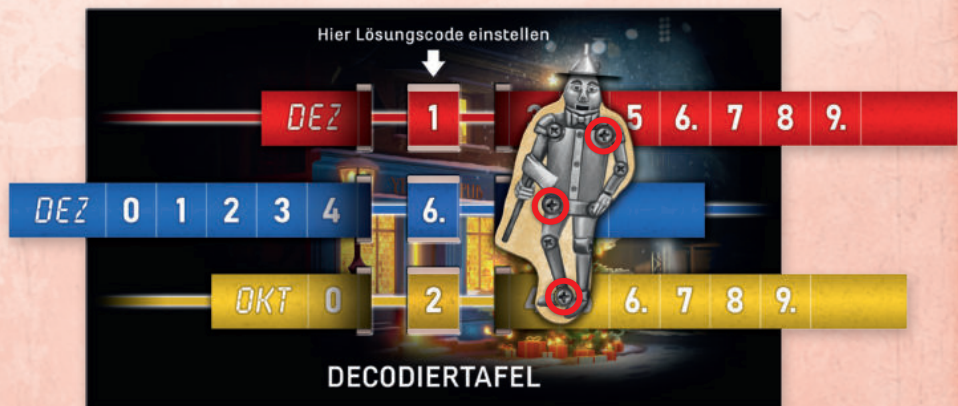 Hier Lösungscode einstellen
DEZ 1 5 6. 7 8 9.
DEZ 0 1 2 3 4 6.
OKT 0 2 4 6. 7 8 9.
DECODIERTAFEL